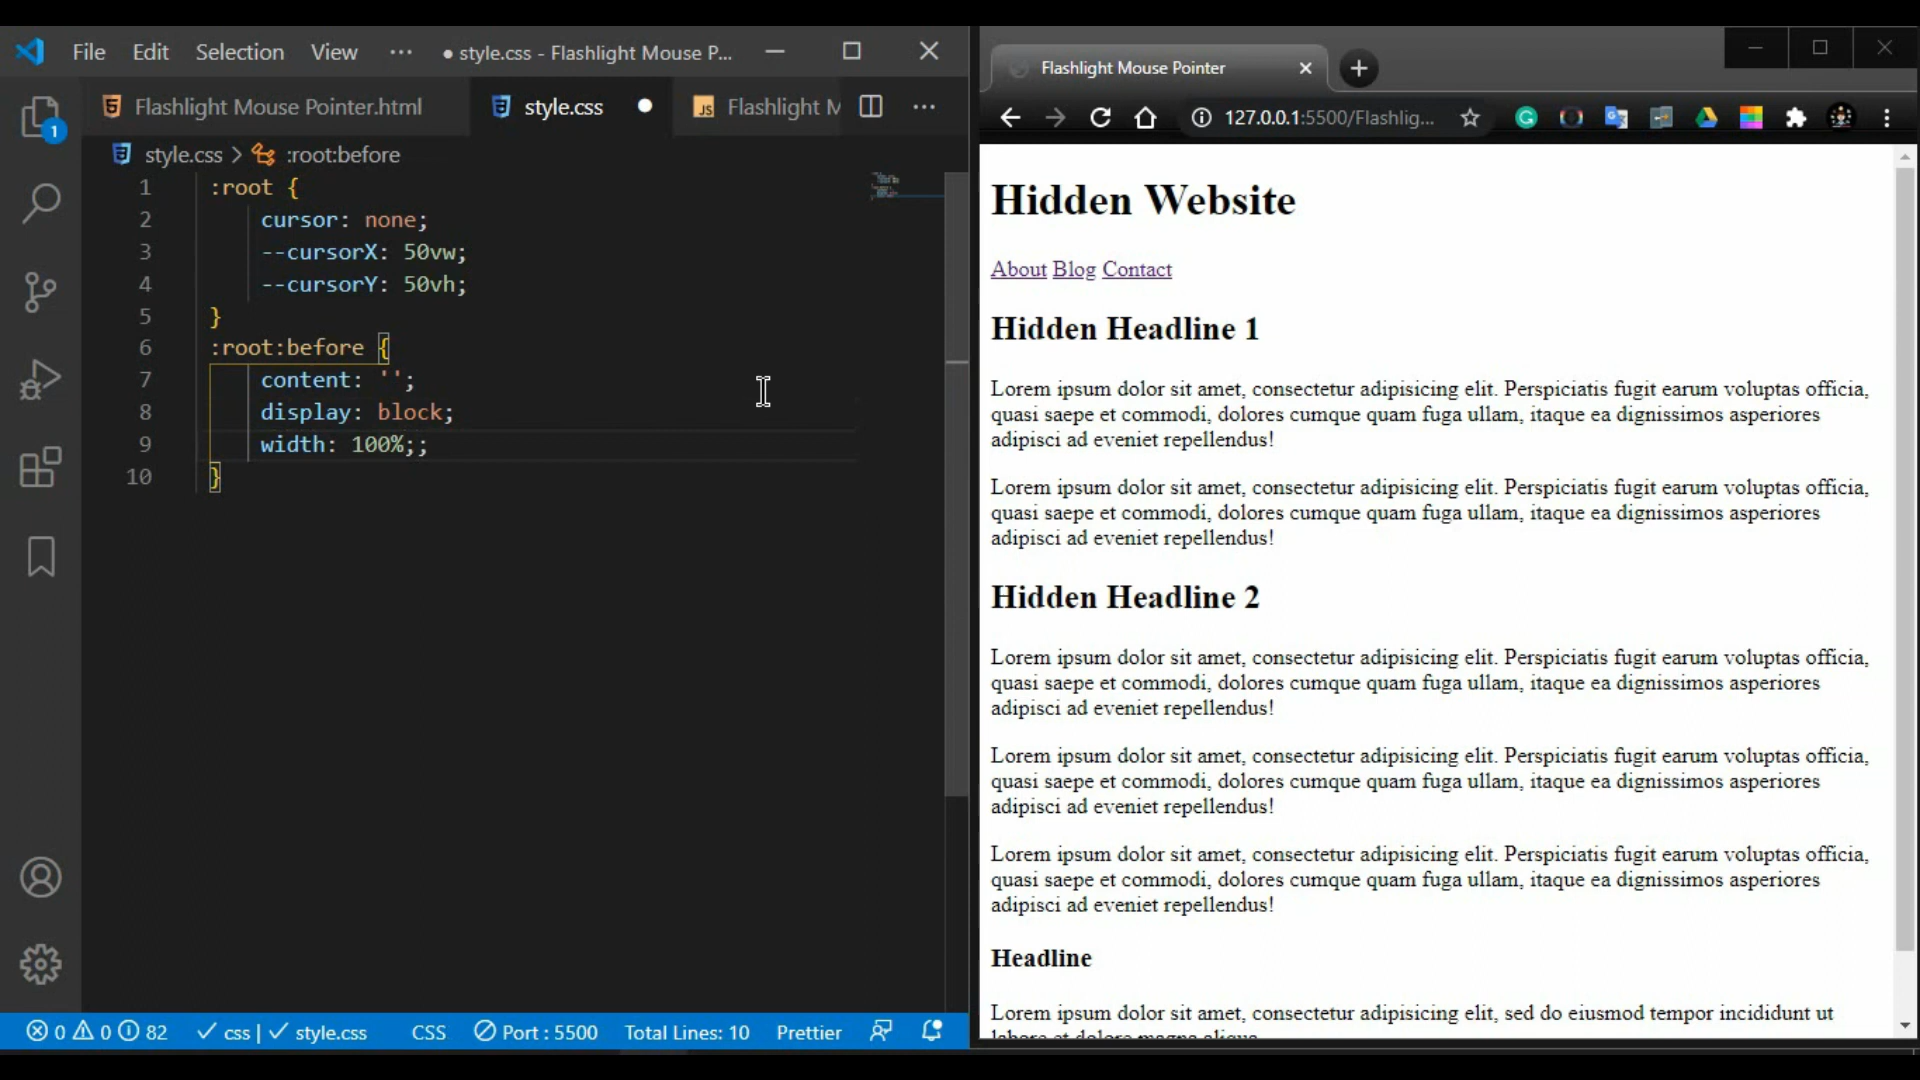 File Edit Selection View ··· ● style.css - Flashlight Mouse P...
Flashlight Mouse Pointer.html style.css ● JS Flashlight M
style.css > :root:before
1 :root {
2 cursor: none;
3 --cursorX: 50vw;
4 --cursorY: 50vh;
5 }
6 :root:before {
7 content: '';
8 display: block;
9 width: 100%;;
10 }
1
0 0 82 css | style.css CSS Port : 5500 Total Lines: 10 Prettier
Flashlight Mouse Pointer
127.0.0.1:5500/Flashlig...
Hidden Website
About Blog Contact
Hidden Headline 1
Lorem ipsum dolor sit amet, consectetur adipisicing elit. Perspiciatis fugit earum voluptas officia,
quasi saepe et commodi, dolores cumque quam fuga ullam, itaque ea dignissimos asperiores
adipisci ad eveniet repellendus!
Lorem ipsum dolor sit amet, consectetur adipisicing elit. Perspiciatis fugit earum voluptas officia,
quasi saepe et commodi, dolores cumque quam fuga ullam, itaque ea dignissimos asperiores
adipisci ad eveniet repellendus!
Hidden Headline 2
Lorem ipsum dolor sit amet, consectetur adipisicing elit. Perspiciatis fugit earum voluptas officia,
quasi saepe et commodi, dolores cumque quam fuga ullam, itaque ea dignissimos asperiores
adipisci ad eveniet repellendus!
Lorem ipsum dolor sit amet, consectetur adipisicing elit. Perspiciatis fugit earum voluptas officia,
quasi saepe et commodi, dolores cumque quam fuga ullam, itaque ea dignissimos asperiores
adipisci ad eveniet repellendus!
Lorem ipsum dolor sit amet, consectetur adipisicing elit. Perspiciatis fugit earum voluptas officia,
quasi saepe et commodi, dolores cumque quam fuga ullam, itaque ea dignissimos asperiores
adipisci ad eveniet repellendus!
Headline
Lorem ipsum dolor sit amet, consectetur adipisicing elit, sed do eiusmod tempor incididunt ut
labore et dolore magna aliqua